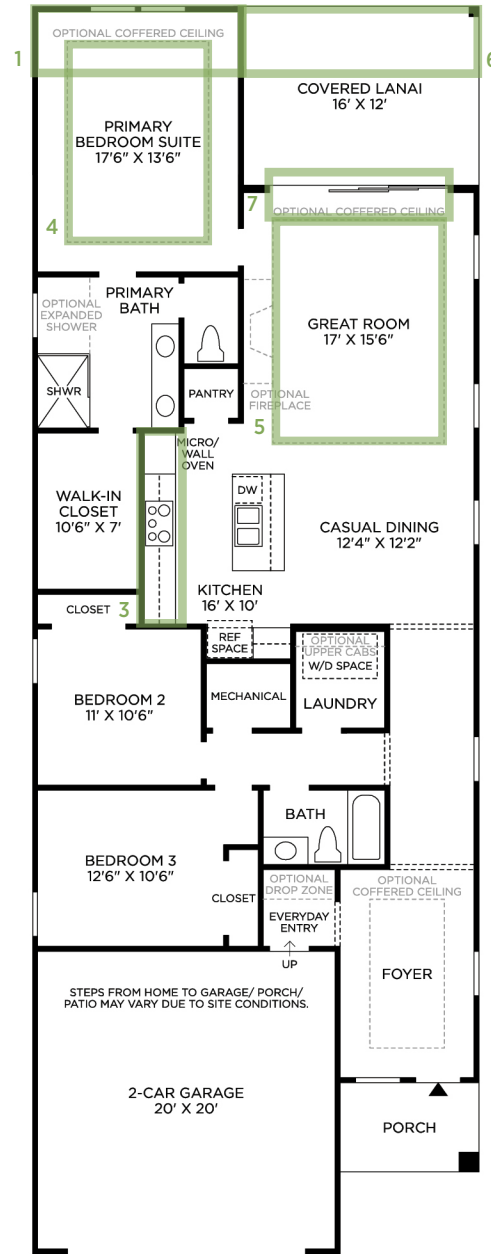 OPTIONAL COFFERED CEILING
1
6
COVERED LANAI
16' X 12'
PRIMARY
BEDROOM SUITE
17'6" X 13'6"
4
7
OPTIONAL COFFERED CEILING
PRIMARY
BATH
OPTIONAL
EXPANDED
SHOWER
GREAT ROOM
17' X 15'6"
SHWR
PANTRY
OPTIONAL
FIREPLACE
5
MICRO/
WALL
OVEN
WALK-IN
CLOSET
10'6" X 7'
DW
CASUAL DINING
12'4" X 12'2"
KITCHEN
16' X 10'
CLOSET
3
REF
SPACE
OPTIONAL
UPPER CABS
W/D SPACE
BEDROOM 2
11' X 10'6"
MECHANICAL
LAUNDRY
BATH
BEDROOM 3
12'6" X 10'6"
CLOSET
OPTIONAL
DROP ZONE
EVERYDAY
ENTRY
UP
OPTIONAL
COFFERED CEILING
FOYER
STEPS FROM HOME TO GARAGE/ PORCH/
PATIO MAY VARY DUE TO SITE CONDITIONS.
2-CAR GARAGE
20' X 20'
PORCH